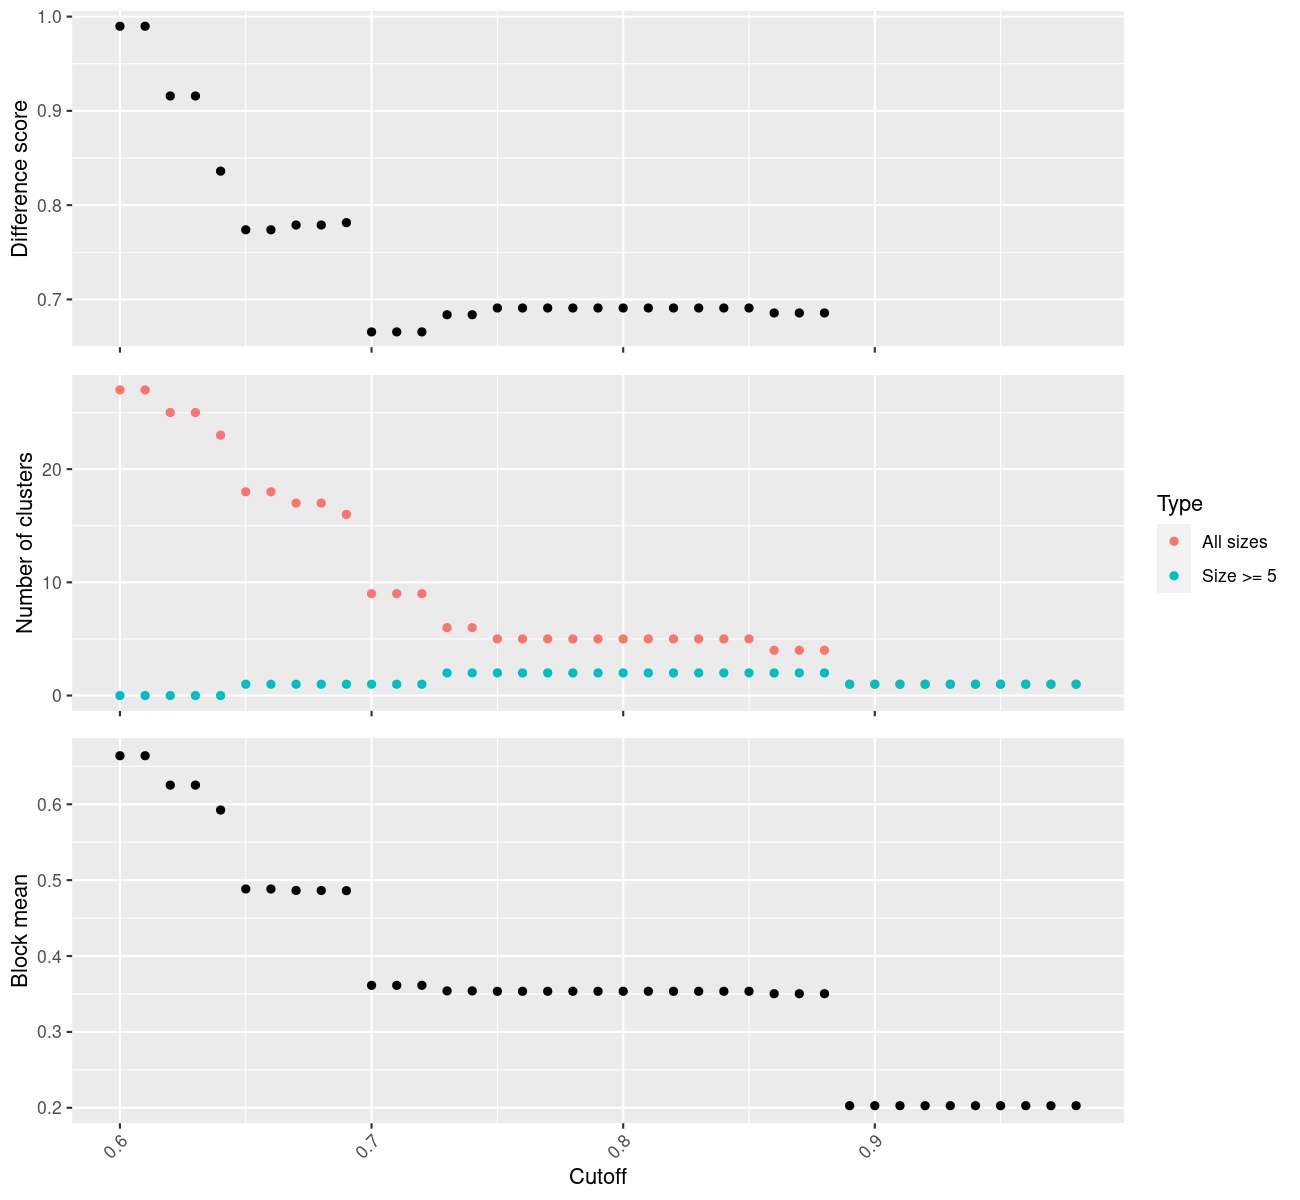 Difference score
1.0
0.9
0.8
0.7
Number of clusters
20
10
0
Type
All sizes
Size >= 5
Block mean
0.6
0.5
0.4
0.3
0.2
0.6 0.7 0.8 0.9
Cutoff